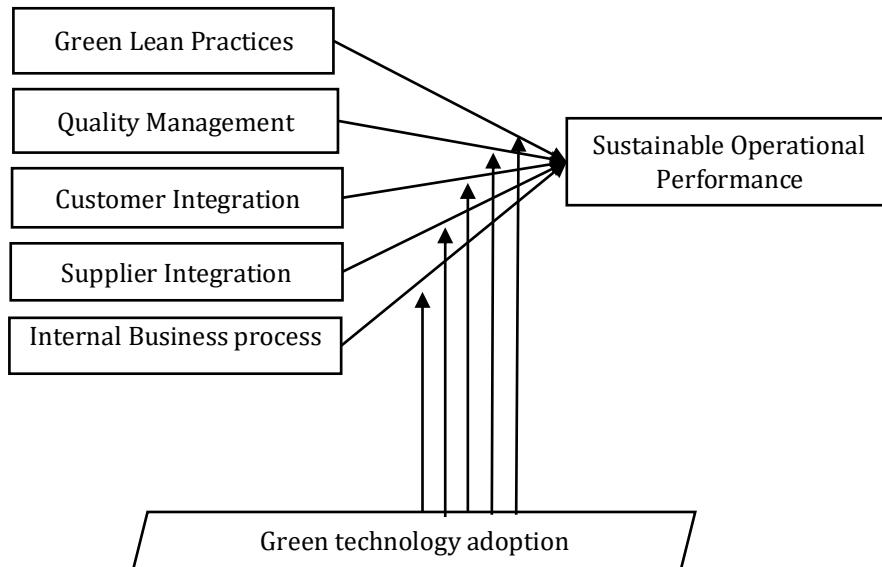 Green Lean Practices
Quality Management
Customer Integration
Supplier Integration
Internal Business process
Sustainable Operational
Performance
Green technology adoption